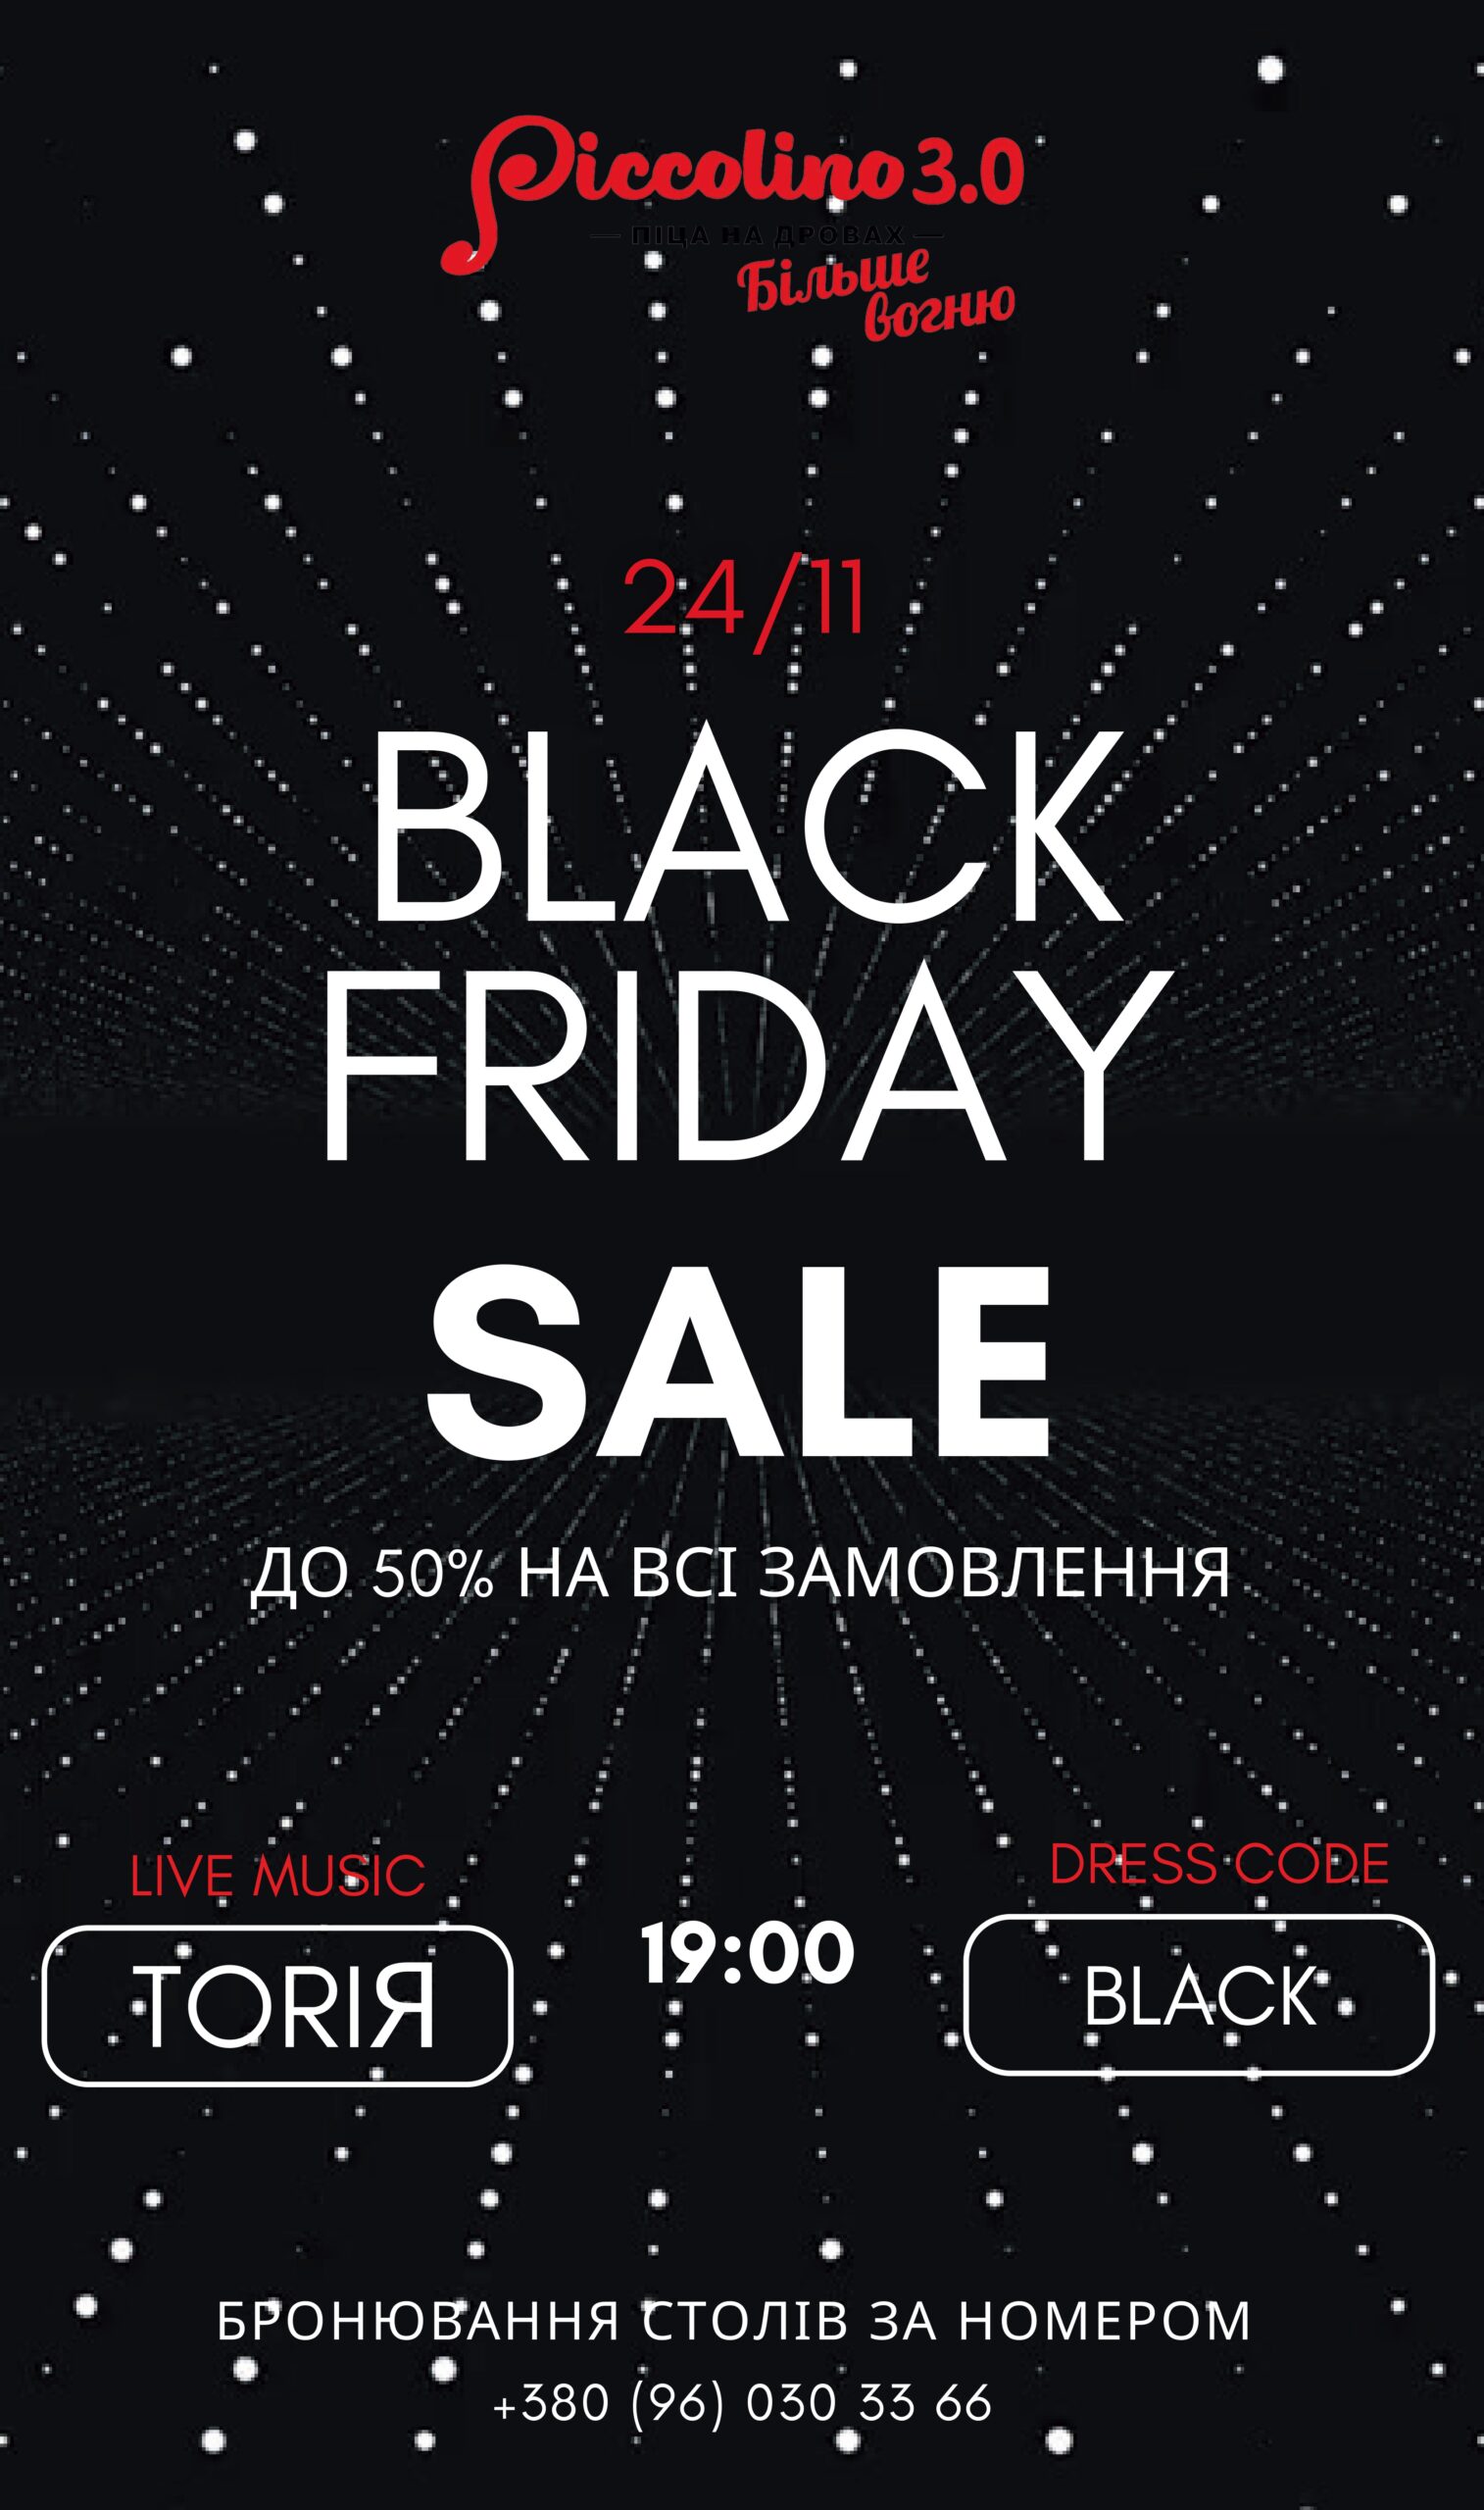 Piccolino 3.0
— ПІЦА НА ДРОВАХ —
Більше
вогню
24/11
BLACK
FRIDAY
SALE
ДО 50% НА ВСІ ЗАМОВЛЕННЯ
LIVE MUSIC
TORIЯ
19:00
DRESS CODE
BLACK
БРОНЮВАННЯ СТОЛІВ ЗА НОМЕРОМ
+380 (96) 030 33 66